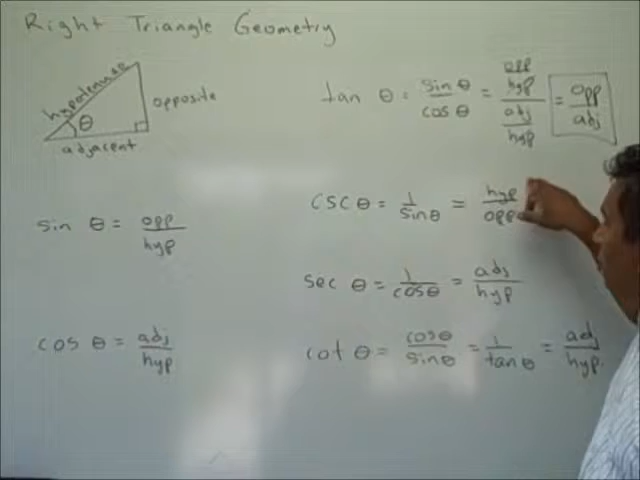 Right Triangle Geometry
hypotenuse
θ
opposite
adjacent
tan θ = sin θ / cos θ = (opp/hyp) / (adj/hyp) = opp/adj
sin θ = opp/hyp
csc θ = 1/sin θ = hyp/opp
sec θ = 1/cos θ = adj/hyp
cos θ = adj/hyp
cot θ = cos θ/sin θ = 1/tan θ = adj/hyp.